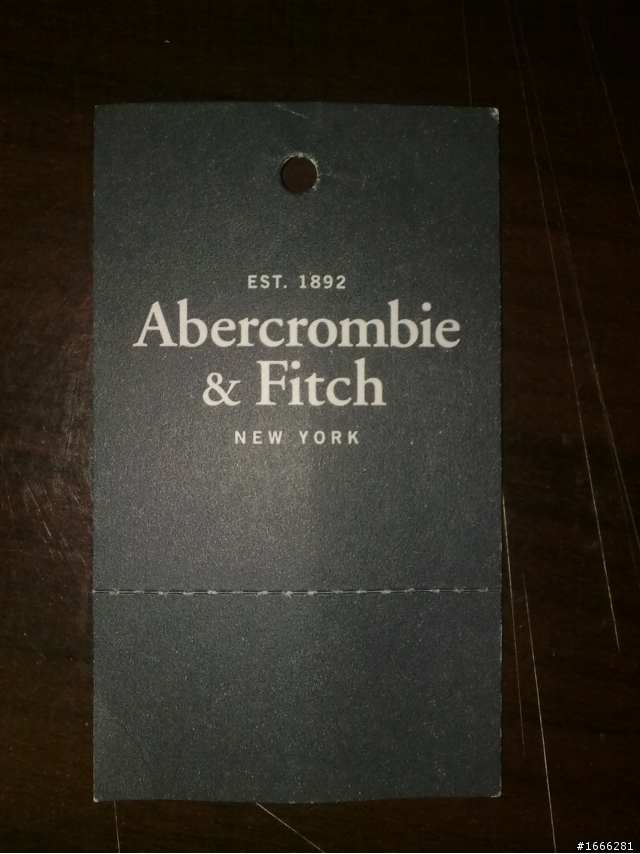 EST. 1892
Abercrombie
& Fitch
NEW YORK
#1666281